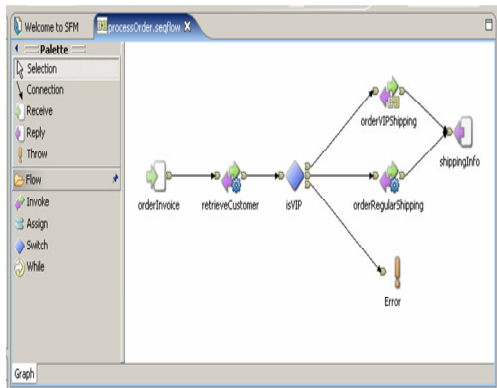 Welcome to SFM
processOrder.seqflow
Palette
Selection
Connection
Receive
Reply
Throw
Flow
Invoke
Assign
Switch
While
orderInvoice
retrieveCustomer
isVIP
orderVIPShipping
orderRegularShipping
shippingInfo
Error
Graph